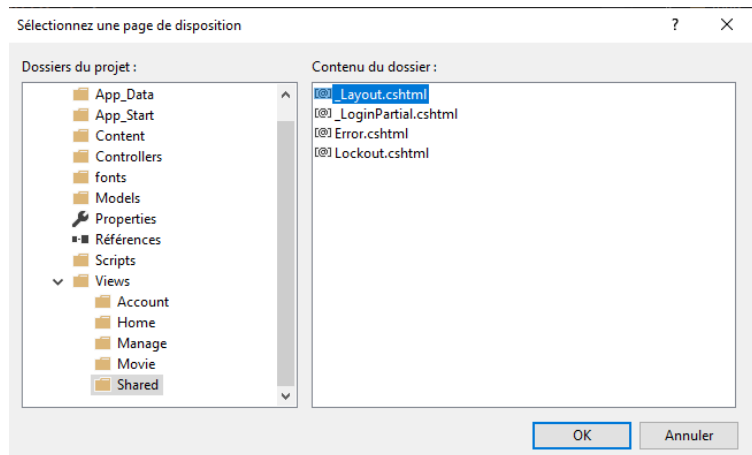 Sélectionnez une page de disposition
Dossiers du projet :
App_Data
App_Start
Content
Controllers
fonts
Models
Properties
Références
Scripts
Views
Account
Home
Manage
Movie
Shared
Contenu du dossier :
_Layout.cshtml
_LoginPartial.cshtml
Error.cshtml
Lockout.cshtml
OK
Annuler